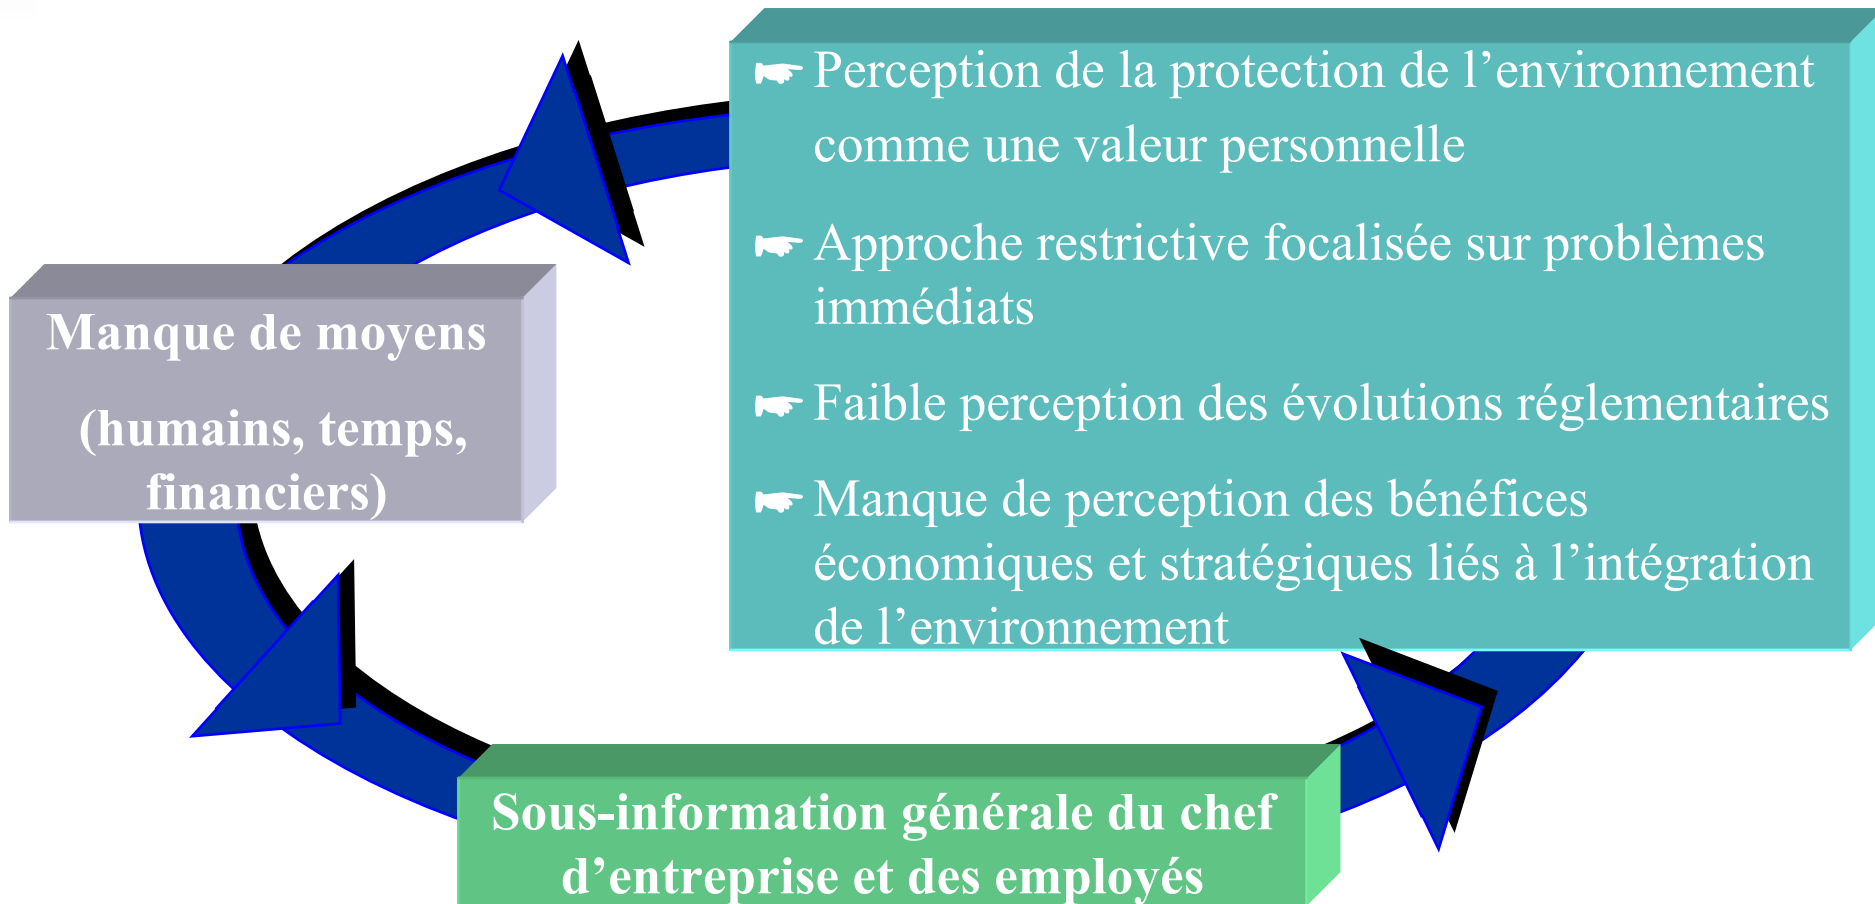 ☛ Perception de la protection de l’environnement
comme une valeur personnelle
☛ Approche restrictive focalisée sur problèmes
immédiats
☛ Faible perception des évolutions réglementaires
☛ Manque de perception des bénéfices
économiques et stratégiques liés à l’intégration
de l’environnement
Manque de moyens
(humains, temps,
financiers)
Sous-information générale du chef
d’entreprise et des employés